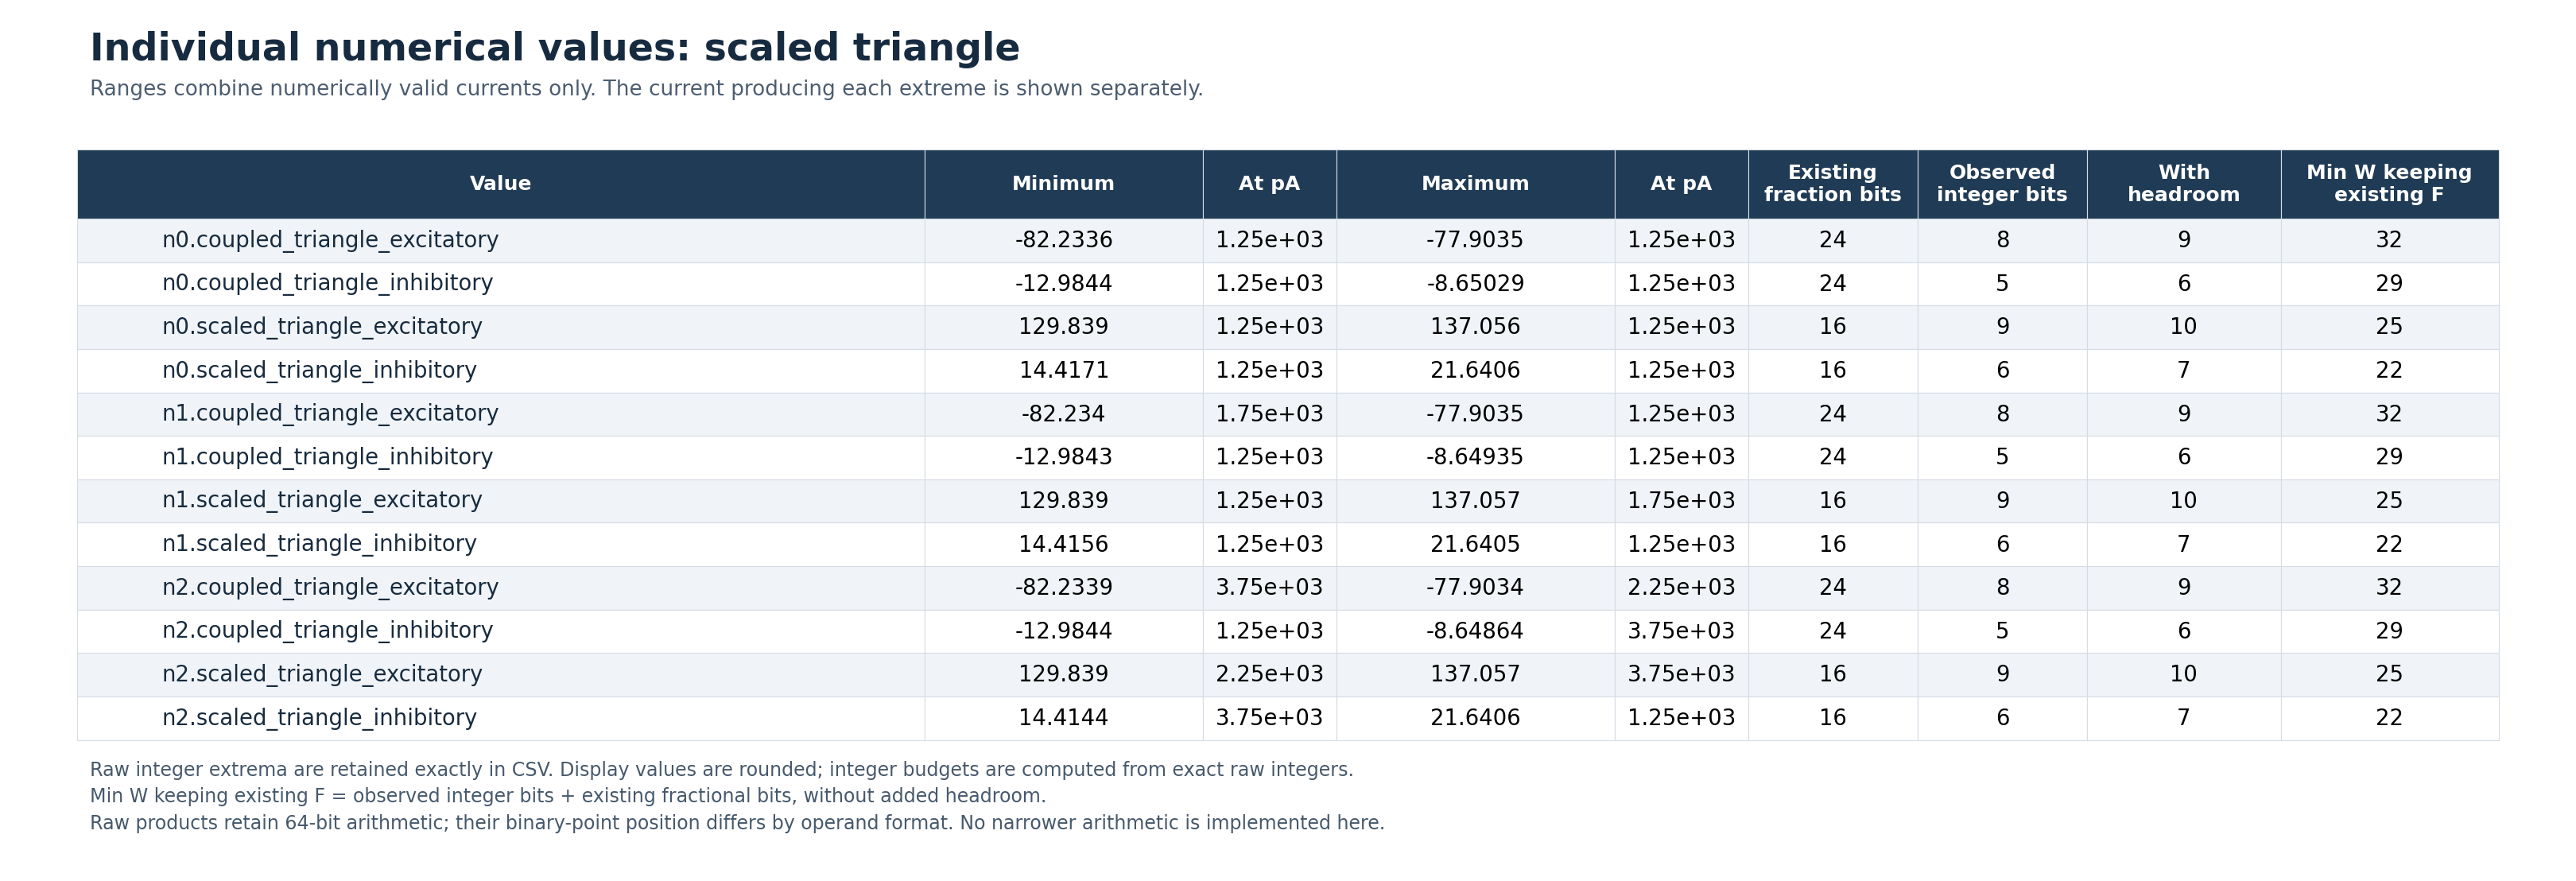 Individual numerical values: scaled triangle
Ranges combine numerically valid currents only. The current producing each extreme is shown separately.
Value Minimum At pA Maximum At pA Existing fraction bits Observed integer bits With headroom Min W keeping existing F
n0.coupled_triangle_excitatory -82.2336 1.25e+03 -77.9035 1.25e+03 24 8 9 32
n0.coupled_triangle_inhibitory -12.9844 1.25e+03 -8.65029 1.25e+03 24 5 6 29
n0.scaled_triangle_excitatory 129.839 1.25e+03 137.056 1.25e+03 16 9 10 25
n0.scaled_triangle_inhibitory 14.4171 1.25e+03 21.6406 1.25e+03 16 6 7 22
n1.coupled_triangle_excitatory -82.234 1.75e+03 -77.9035 1.25e+03 24 8 9 32
n1.coupled_triangle_inhibitory -12.9843 1.25e+03 -8.64935 1.25e+03 24 5 6 29
n1.scaled_triangle_excitatory 129.839 1.25e+03 137.057 1.75e+03 16 9 10 25
n1.scaled_triangle_inhibitory 14.4156 1.25e+03 21.6405 1.25e+03 16 6 7 22
n2.coupled_triangle_excitatory -82.2339 3.75e+03 -77.9034 2.25e+03 24 8 9 32
n2.coupled_triangle_inhibitory -12.9844 1.25e+03 -8.64864 3.75e+03 24 5 6 29
n2.scaled_triangle_excitatory 129.839 2.25e+03 137.057 3.75e+03 16 9 10 25
n2.scaled_triangle_inhibitory 14.4144 3.75e+03 21.6406 1.25e+03 16 6 7 22
Raw integer extrema are retained exactly in CSV. Display values are rounded; integer budgets are computed from exact raw integers.
Min W keeping existing F = observed integer bits + existing fractional bits, without added headroom.
Raw products retain 64-bit arithmetic; their binary-point position differs by operand format. No narrower arithmetic is implemented here.